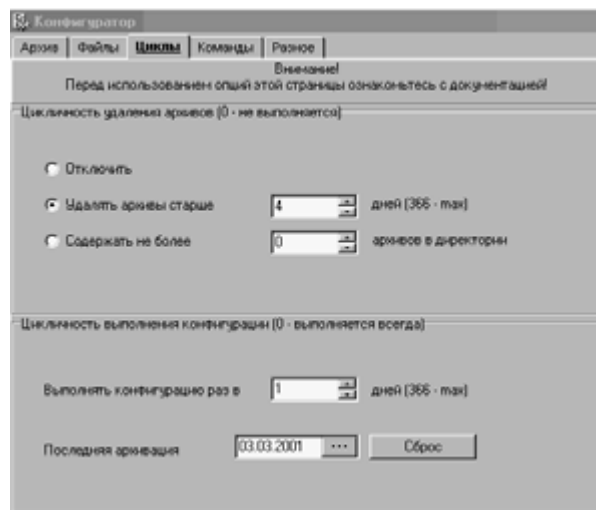 Конфигуратор
Архив Файлы Циклы Команды Разное
Внимание!
Перед использованием опций этой страницы ознакомьтесь с документацией!
Цикличность удаления архивов (0 - не выполняется)
Отключить
Удалять архивы старше 4 дней (366 - max)
Содержать не более 0 архивов в директории
Цикличность выполнения конфигурации (0 - выполняется всегда)
Выполнять конфигурацию раз в 1 дней (366 - max)
Последняя архивация 03.03.2001 ... Сброс